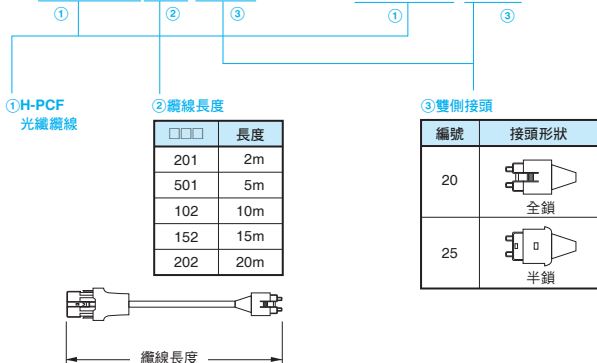 ① ② ③ ① ③
①H-PCF
光纖纜線
②纜線長度
□□□ 長度
201 2m
501 5m
102 10m
152 15m
202 20m
纜線長度
③雙側接頭
編號 接頭形狀
20 全鎖
25 半鎖